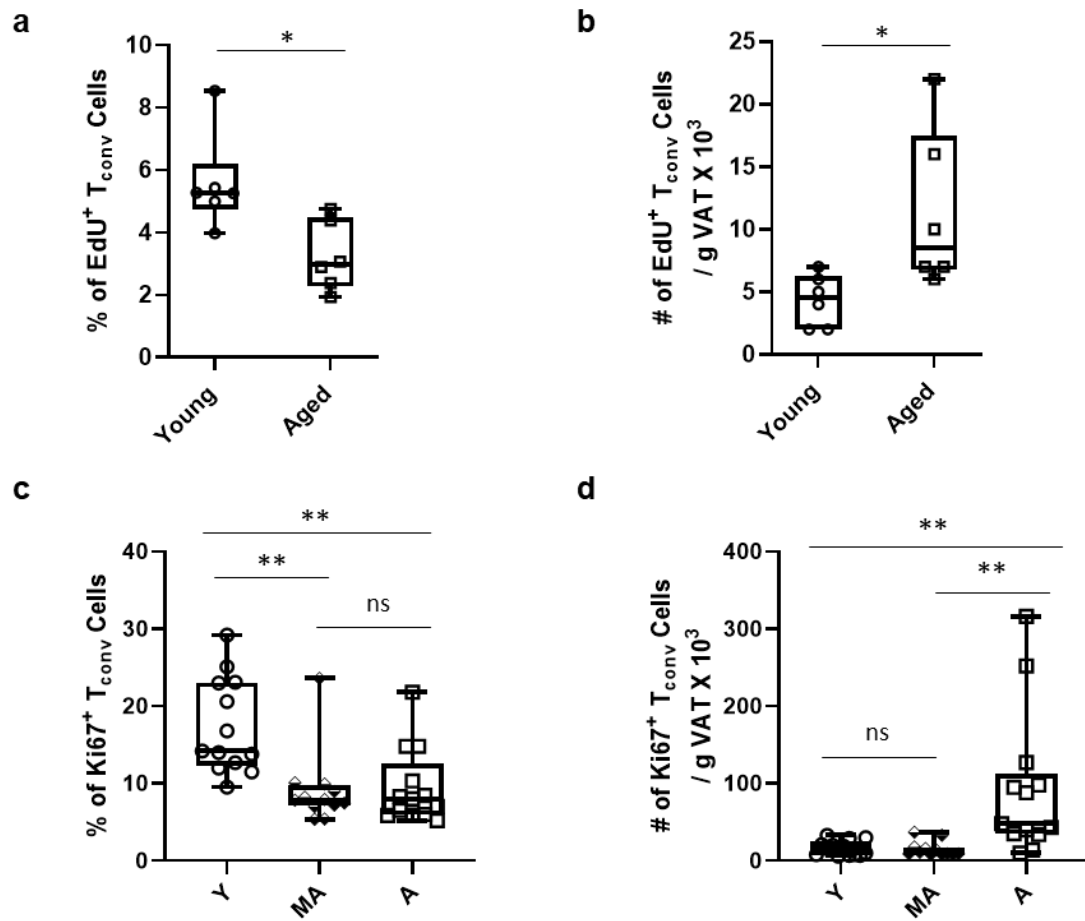 a
*
10
8
6
4
2
0
% of EdU⁺ Tconv Cells
Young
Aged
b
*
25
20
15
10
5
0
# of EdU⁺ Tconv Cells
/ g VAT X 10³
Young
Aged
c
**
**
ns
40
30
20
10
0
% of Ki67⁺ Tconv Cells
Y
MA
A
d
**
**
ns
400
300
200
100
0
# of Ki67⁺ Tconv Cells
/ g VAT X 10³
Y
MA
A